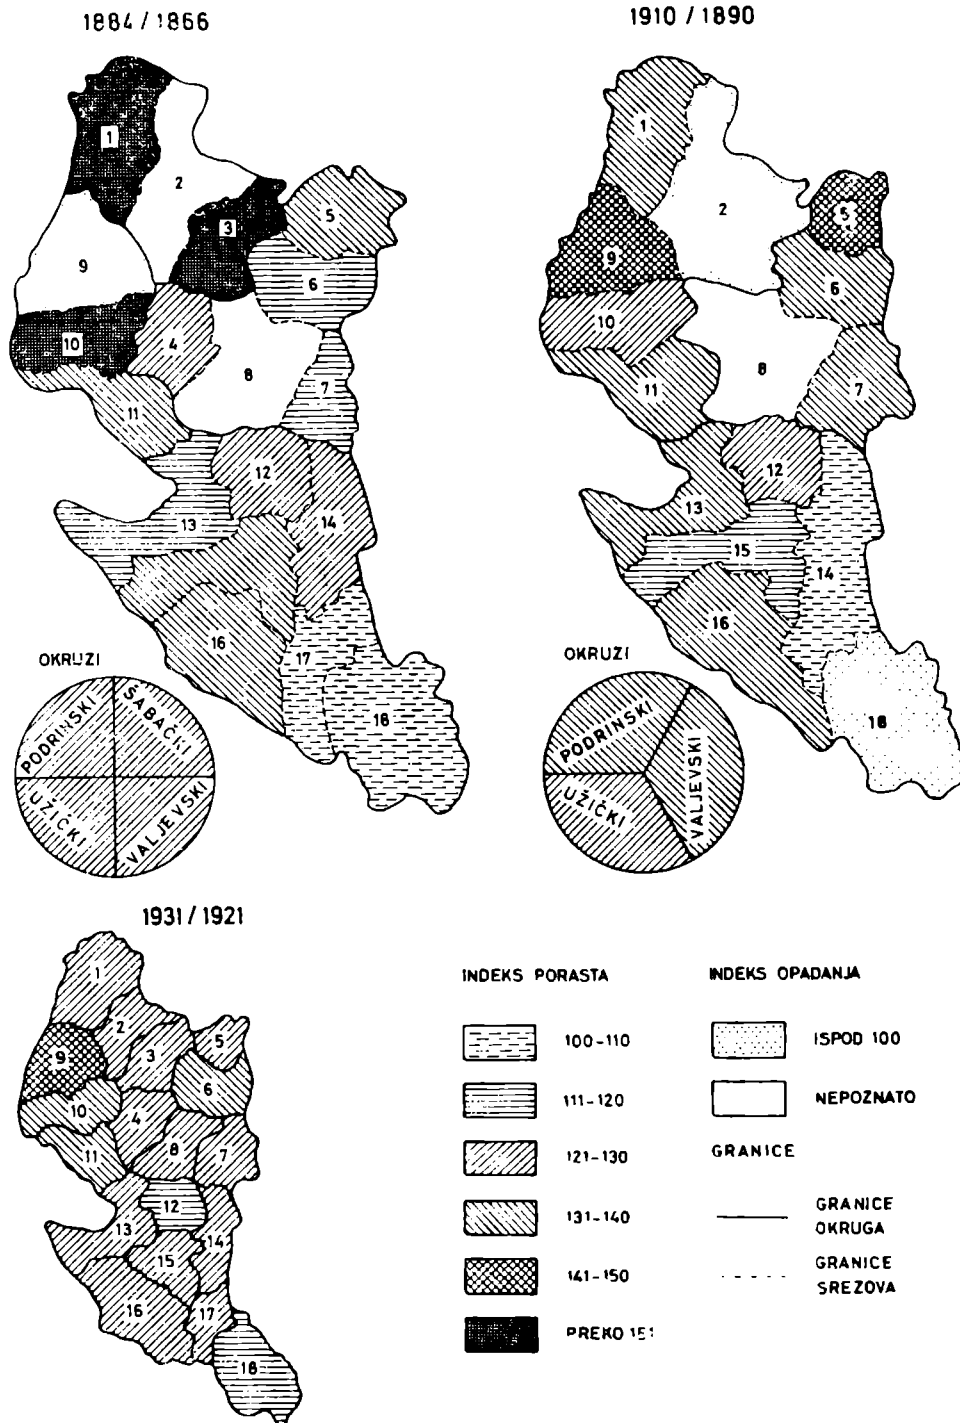 1884 / 1866
1
2
3
5
9
6
10
4
8
7
11
12
13
14
16
17
18
OKRUZI
PODRINSKI
ŠABAČKI
UŽIČKI
VALJEVSKI
1910 / 1890
1
2
5
9
6
10
11
8
7
12
13
15
14
16
18
OKRUZI
PODRINSKI
VALJEVSKI
UŽIČKI
1931 / 1921
1
2
3
5
9
6
10
4
11
8
7
12
13
14
15
16
17
18
INDEKS PORASTA
100-110
111-120
121-130
131-140
141-150
PREKO 151
INDEKS OPADANJA
ISPOD 100
NEPOZNATO
GRANICE
GRANICE
OKRUGA
GRANICE
SREZOVA